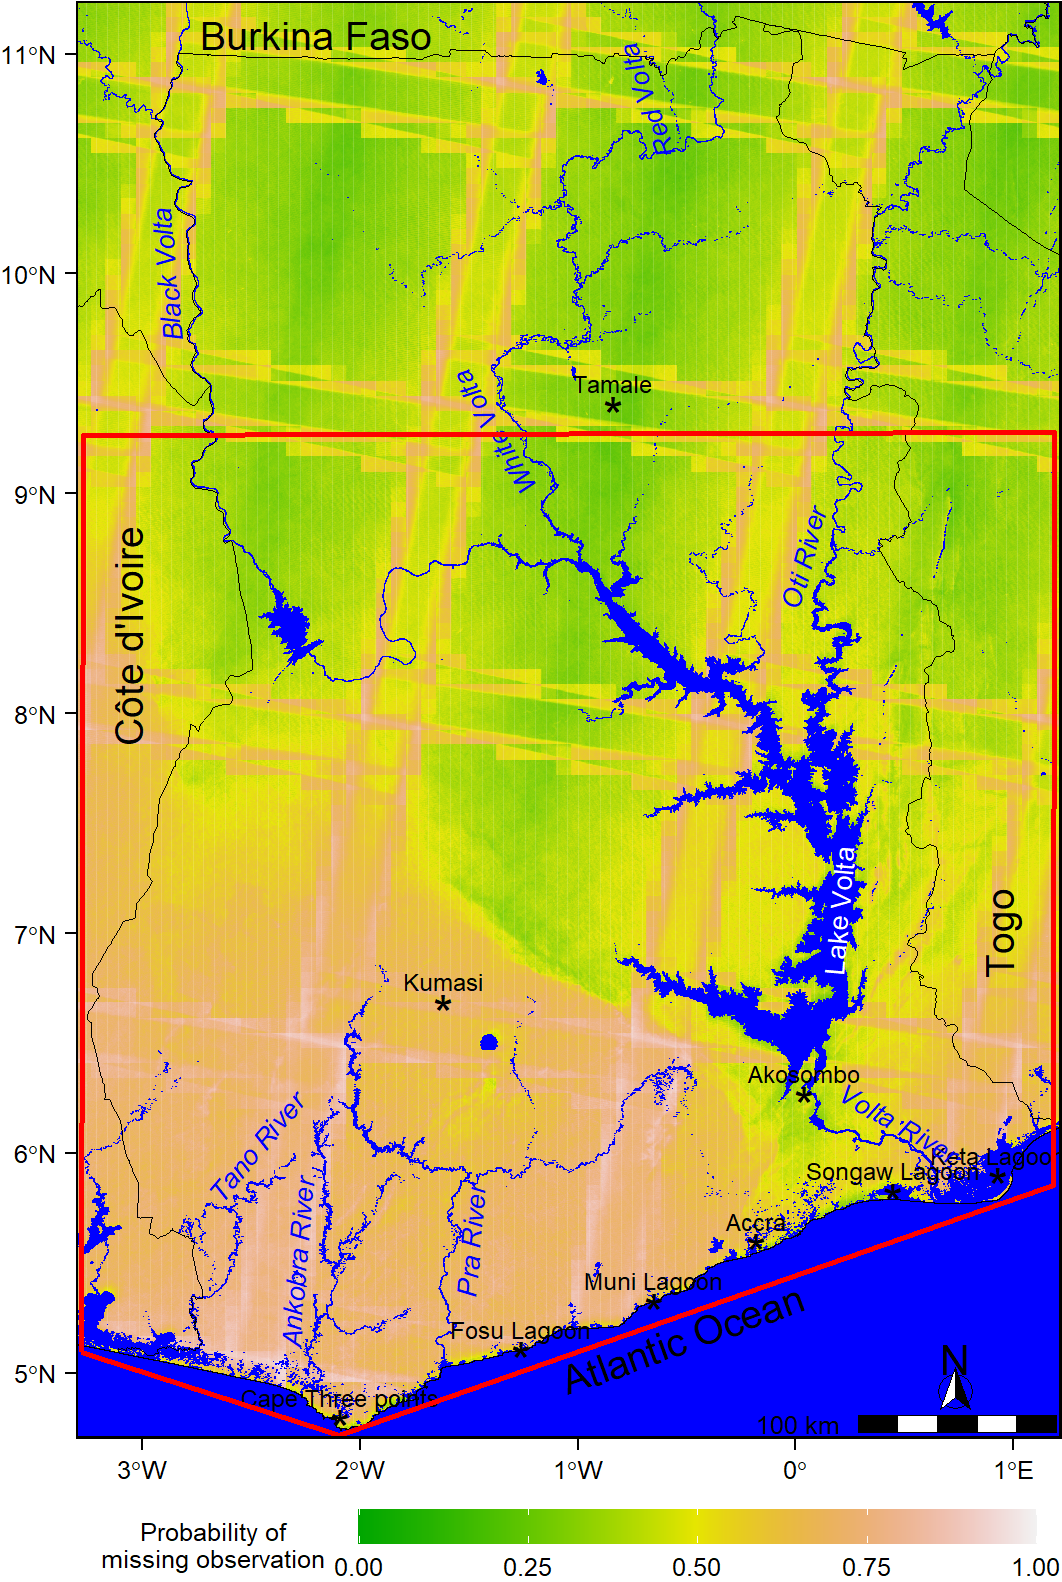 Burkina Faso
11°N
Red Volta
Black Volta
10°N
Tamale
White Volta
9°N
Oti River
Côte d'Ivoire
8°N
Lake Volta
Togo
7°N
Kumasi
Akosombo
Volta River
Tano River
6°N
Keta Lagoon
Songaw Lagoon
Ankobra River
Pra River
Accra
Muni Lagoon
Fosu Lagoon
Atlantic Ocean
5°N
N
Cape Three points
100 km
3°W 2°W 1°W 0° 1°E
Probability of
missing observation
0.00 0.25 0.50 0.75 1.00